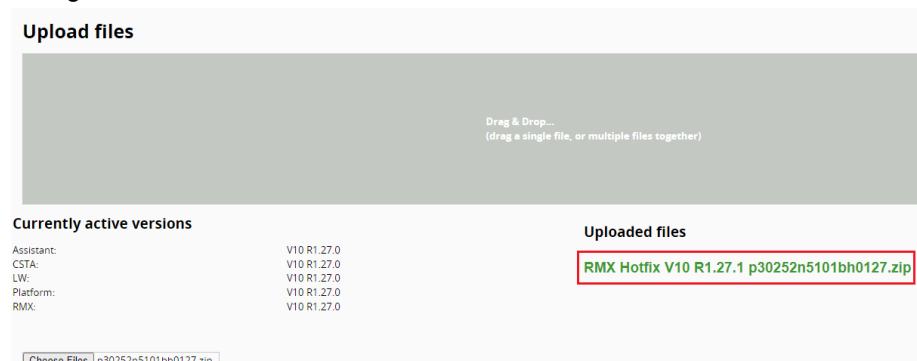 Upload files
Drag & Drop...
(drag a single file, or multiple files together)
Currently active versions
Assistant: V10 R1.27.0
CSTA: V10 R1.27.0
LW: V10 R1.27.0
Platform: V10 R1.27.0
RMX: V10 R1.27.0
Uploaded files
RMX Hotfix V10 R1.27.1 p30252n5101bh0127.zip
Choose Files p30252n5101bh0127.zip